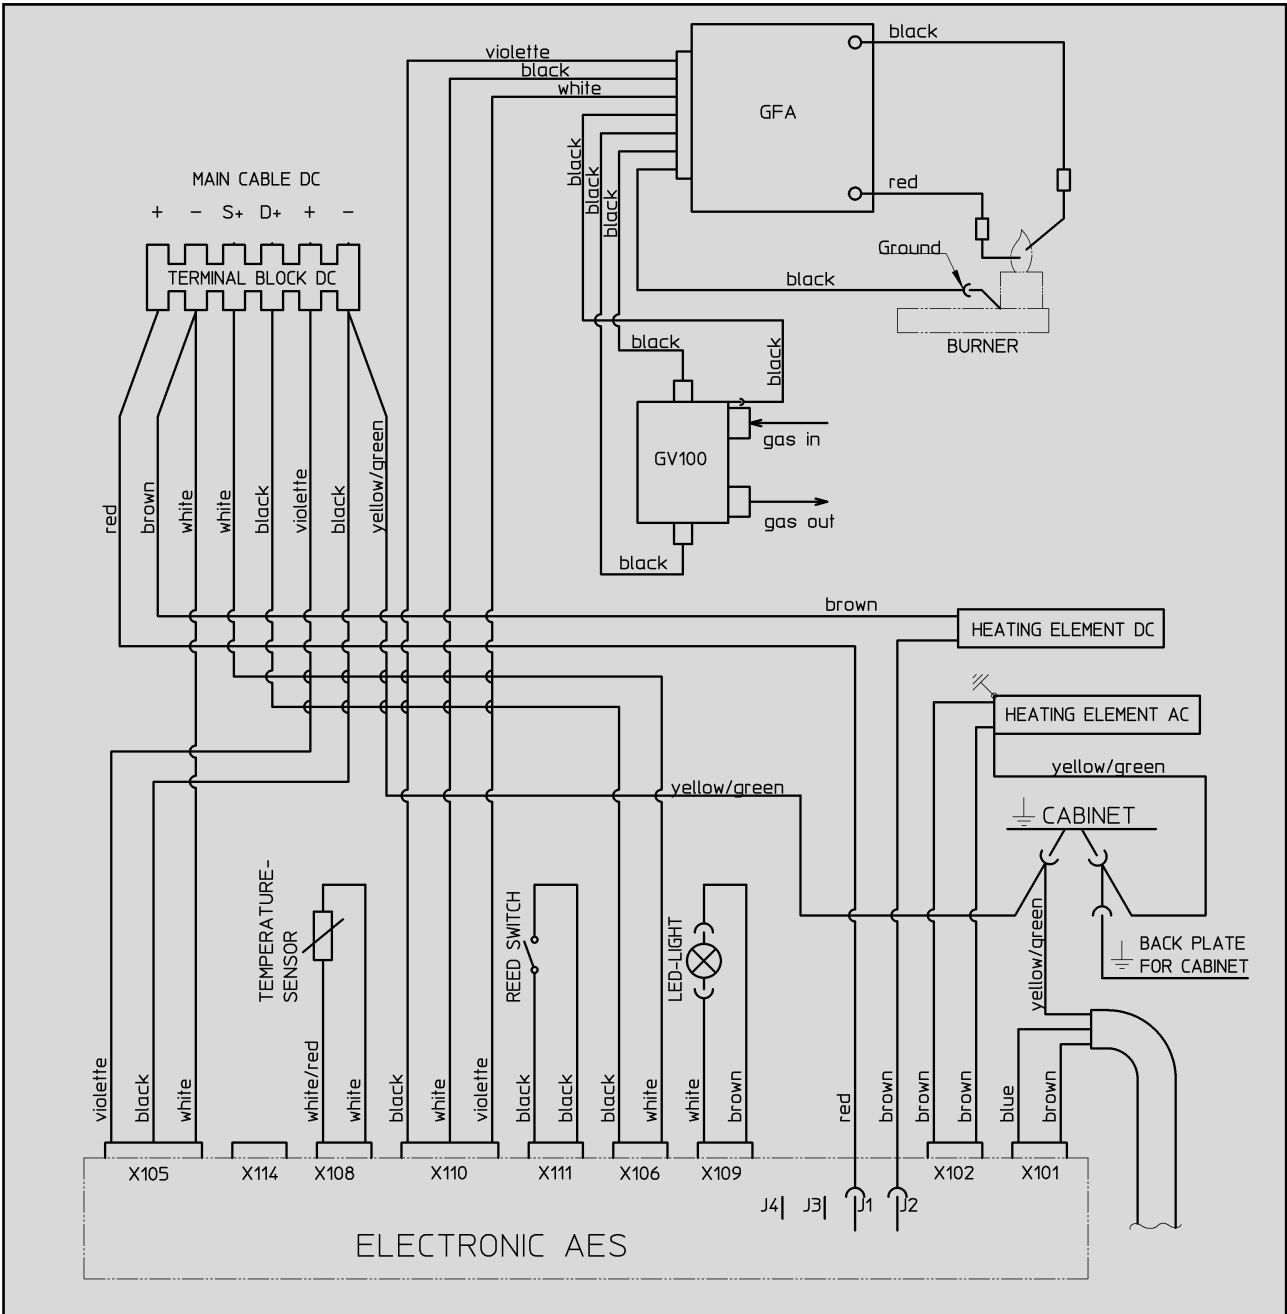 violette
black
white
black
GFA
black
black
black
red
MAIN CABLE DC
+ − S+ D+ + −
Ground
TERMINAL BLOCK DC
black
BURNER
black
black
gas in
GV100
gas out
black
red
brown
white
white
black
violette
black
yellow/green
brown
HEATING ELEMENT DC
HEATING ELEMENT AC
yellow/green
yellow/green
CABINET
TEMPERATURE-
SENSOR
REED SWITCH
LED-LIGHT
yellow/green
BACK PLATE
FOR CABINET
violette
black
white
white/red
white
black
white
violette
black
black
black
white
white
brown
red
brown
brown
brown
blue
brown
X105
X114
X108
X110
X111
X106
X109
X102
X101
J4
J3
J1
J2
ELECTRONIC AES